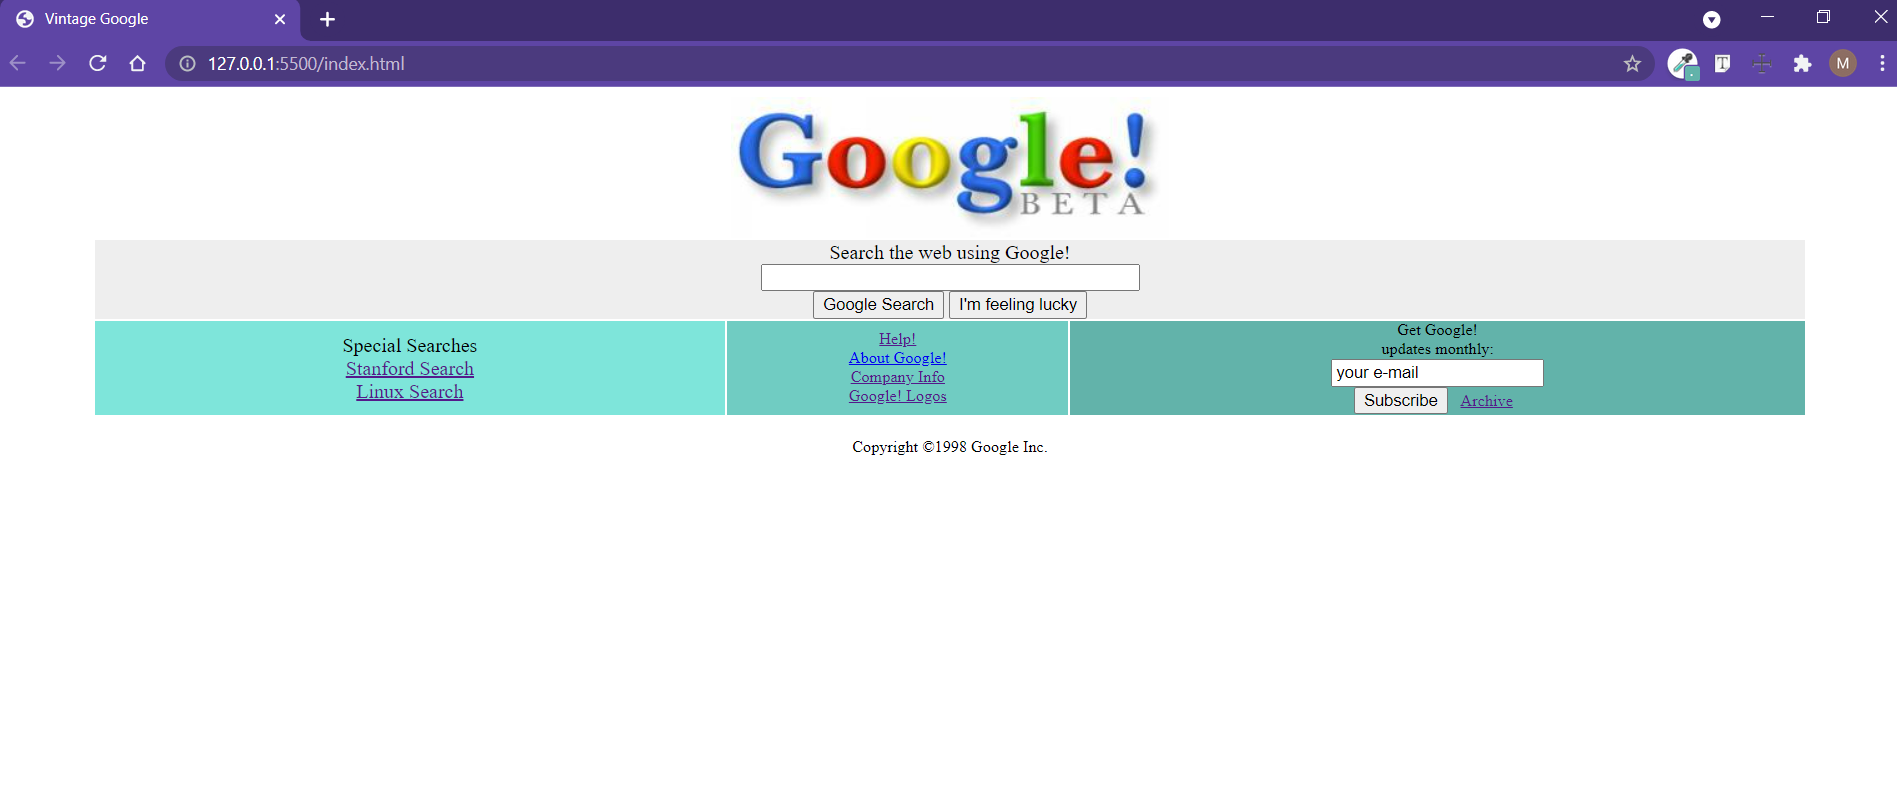 Vintage Google
127.0.0.1:5500/index.html
M
Google!
BETA
Search the web using Google!
Google Search I'm feeling lucky
Special Searches
Stanford Search
Linux Search
Help!
About Google!
Company Info
Google! Logos
Get Google!
updates monthly:
your e-mail
Subscribe Archive
Copyright ©1998 Google Inc.